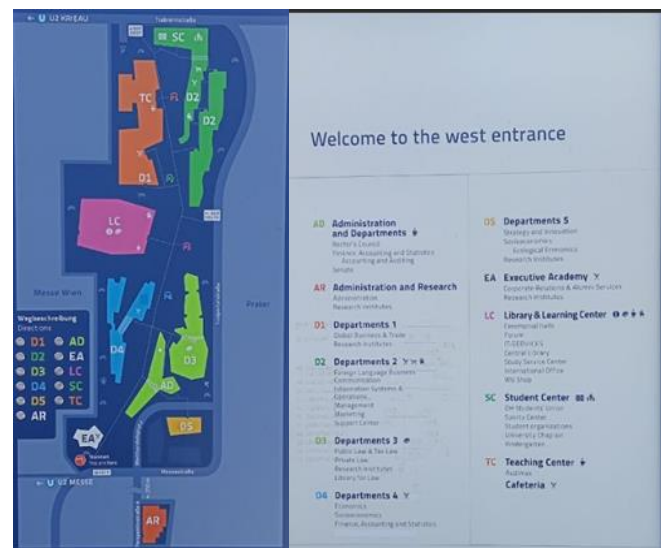 ← U U2 KRIEAU
SC
TC
D2
D2
D1
LC
Messe Wien
Prater
Wegbeschreibung
Directions
D1
AD
D2
EA
D3
LC
D4
SC
D5
TC
AR
D4
D3
AD
D5
EA
← U U2 MESSE
AR
Welcome to the west entrance
AD Administration
and Departments
Rector's Council
Finance, Accounting and Statistics
Accounting and Auditing
Senate
AR Administration and Research
Administration
Research Institutes
D1 Departments 1
Global Business & Trade
Research Institutes
D2 Departments 2
Foreign Language Business
Communication
Information Systems &
Operations
Management
Marketing
Support Center
D3 Departments 3
Public Law & Tax Law
Private Law
Research Institutes
Library for Law
D4 Departments 4
Economics
Socioeconomics
Finance, Accounting and Statistics
D5 Departments 5
Strategy and Innovation
Socioeconomics
Ecological Economics
Research Institutes
EA Executive Academy
Corporate Relations & Alumni Services
Research Institutes
LC Library & Learning Center
Ceremonial Halls
Forum
IT-SERVICES
Central Library
Study Service Center
International Office
WU Shop
SC Student Center
ÖH Students' Union
Sports Center
Student organizations
University Chaplain
Kindergarten
TC Teaching Center
Auditorium
Cafeteria